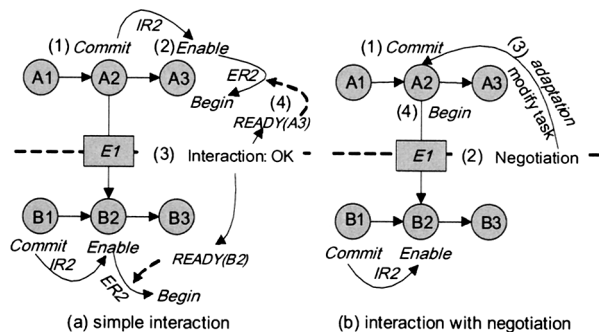 IR2
(1) Commit (2) Enable
A1 A2 A3
ER2
Begin
(4)
READY(A3)
E1 (3) Interaction: OK
B1 B2 B3
Commit Enable
READY(B2)
IR2
ER2
Begin
(a) simple interaction
(1) Commit
(3) adaptation
modify task
A1 A2 A3
(4) Begin
E1 (2) Negotiation
B1 B2 B3
Commit Enable
IR2
(b) interaction with negotiation